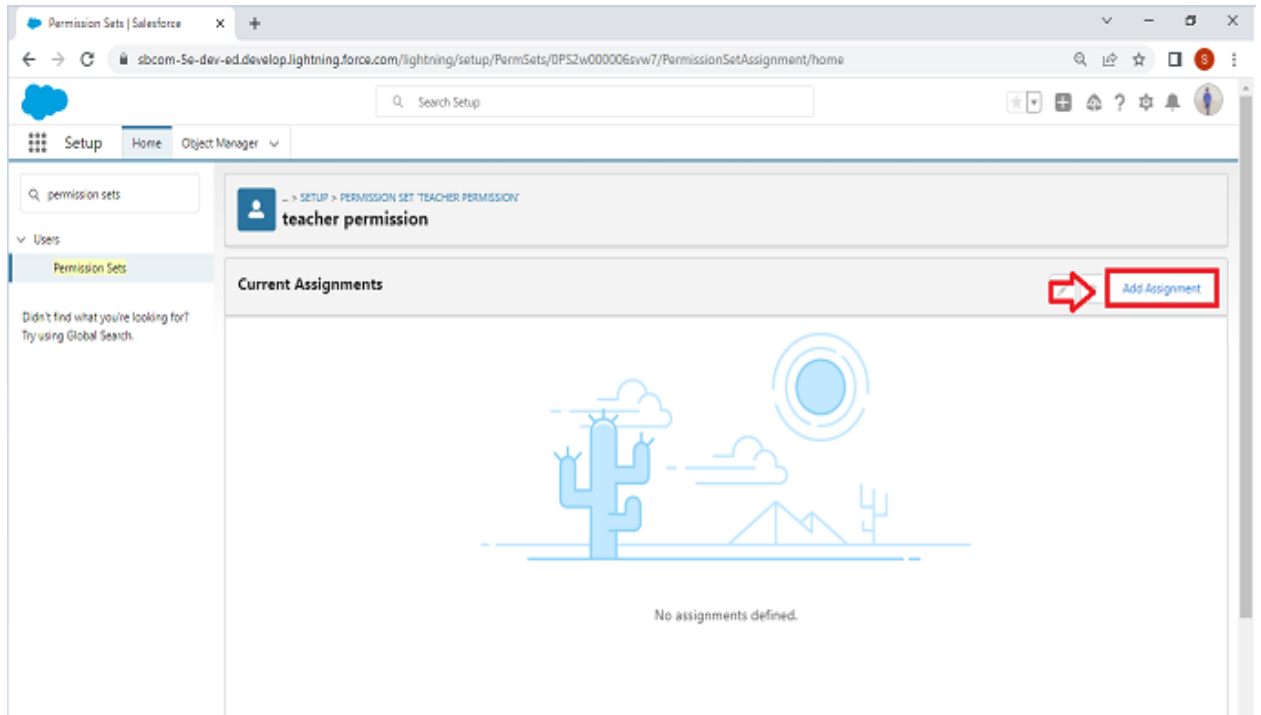 Permission Sets | Salesforce
sbcom-5e-dev-ed.develop.lightning.force.com/lightning/setup/PermSets/0PS2w000006svw7/PermissionSetAssignment/home
S
Search Setup
Setup Home Object Manager
permission sets
Users
Permission Sets
Didn't find what you're looking for?
Try using Global Search.
... > SETUP > PERMISSION SET 'TEACHER PERMISSION'
teacher permission
Current Assignments
Add Assignment
No assignments defined.